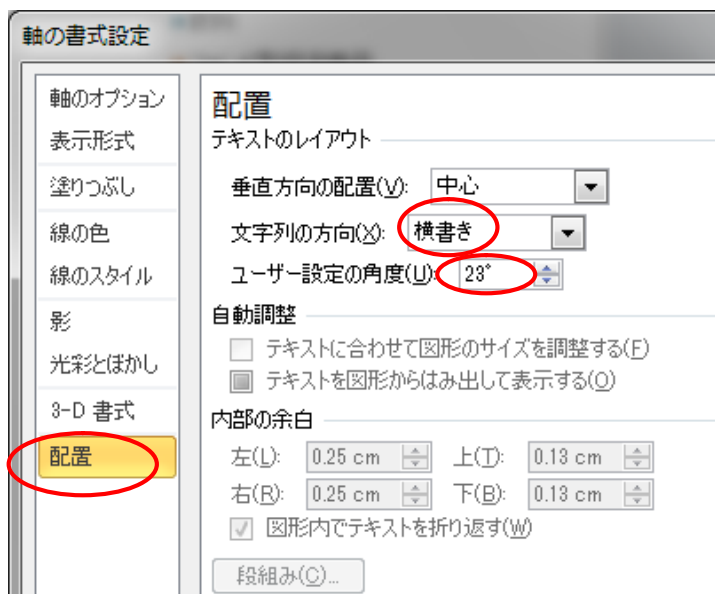 軸の書式設定
軸のオプション
表示形式
塗りつぶし
線の色
線のスタイル
影
光彩とぼかし
3-D 書式
配置
配置
テキストのレイアウト
垂直方向の配置(V): 中心
文字列の方向(X): 横書き
ユーザー設定の角度(U): 23°
自動調整
テキストに合わせて図形のサイズを調整する(F)
テキストを図形からはみ出して表示する(O)
内部の余白
左(L): 0.25 cm 上(T): 0.13 cm
右(R): 0.25 cm 下(B): 0.13 cm
図形内でテキストを折り返す(W)
段組み(C)...